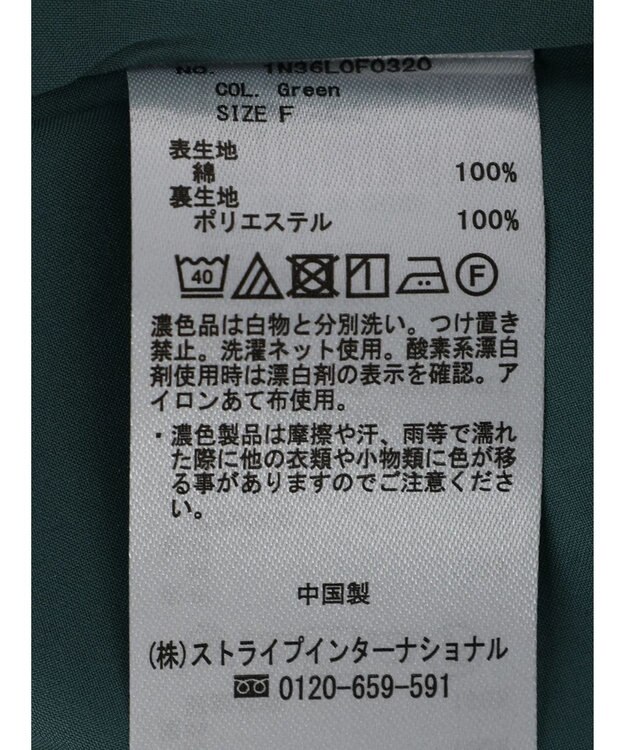 No. 1N36L0F0320
COL. Green
SIZE F
表生地
綿 100%
裏生地
ポリエステル 100%
40 F
濃色品は白物と分別洗い。つけ置き
禁止。洗濯ネット使用。酸素系漂白
剤使用時は漂白剤の表示を確認。ア
イロンあて布使用。
・濃色製品は摩擦や汗、雨等で濡れ
た際に他の衣類や小物類に色が移
る事がありますのでご注意くださ
い。
中国製
(株)ストライプインターナショナル
0120-659-591